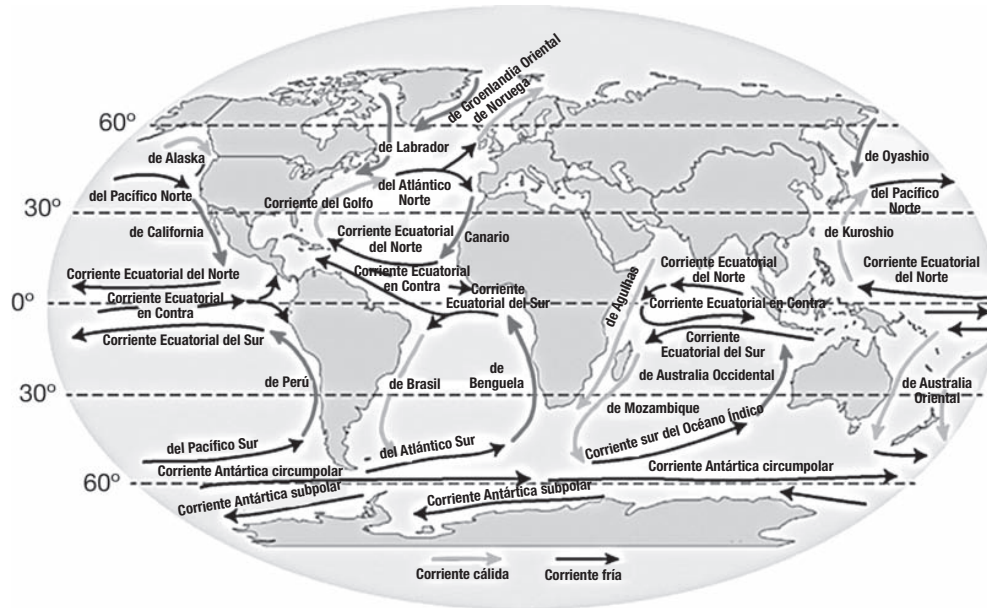 60º
30º
0º
30º
60º
de Groenlandia Oriental
de Noruega
de Labrador
de Alaska
de Oyashio
del Pacífico Norte
del Atlántico
Norte
del Pacífico
Norte
Corriente del Golfo
de California
Corriente Ecuatorial
del Norte
Canario
de Kuroshio
Corriente Ecuatorial
del Norte
Corriente Ecuatorial
del Norte
Corriente Ecuatorial del Norte
Corriente Ecuatorial
en Contra
Corriente Ecuatorial
en Contra
Corriente
Ecuatorial del Sur
de Agulhas
Corriente Ecuatorial en Contra
Corriente Ecuatorial del Sur
Corriente
Ecuatorial del Sur
de Perú
de Brasil
de
Benguela
de Australia Occidental
de Australia
Oriental
de Mozambique
del Pacífico Sur
del Atlántico Sur
Corriente sur del Océano Índico
Corriente Antártica circumpolar
Corriente Antártica circumpolar
Corriente Antártica subpolar
Corriente Antártica subpolar
Corriente cálida
Corriente fría